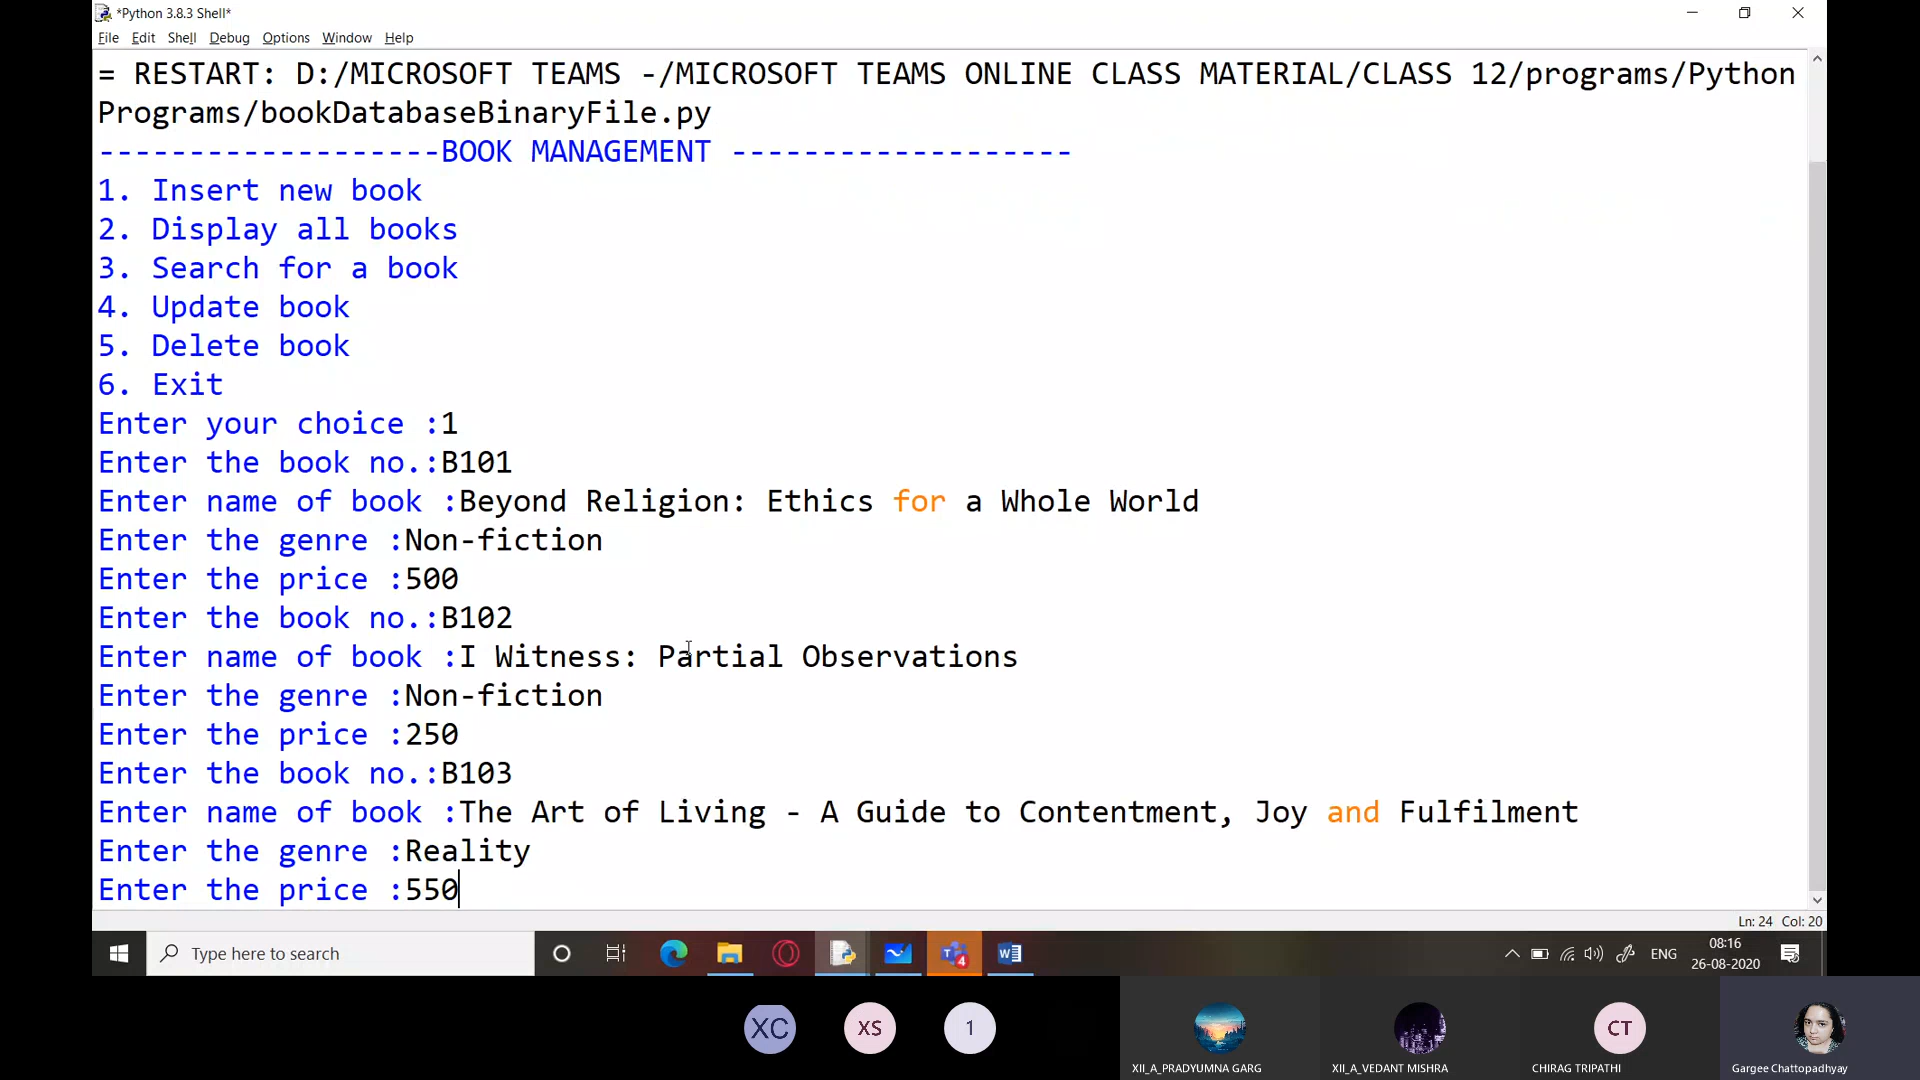 *Python 3.8.3 Shell*
File Edit Shell Debug Options Window Help
= RESTART: D:/MICROSOFT TEAMS -/MICROSOFT TEAMS ONLINE CLASS MATERIAL/CLASS 12/programs/Python
Programs/bookDatabaseBinaryFile.py
-------------------BOOK MANAGEMENT -------------------
1. Insert new book
2. Display all books
3. Search for a book
4. Update book
5. Delete book
6. Exit
Enter your choice :1
Enter the book no.:B101
Enter name of book :Beyond Religion: Ethics for a Whole World
Enter the genre :Non-fiction
Enter the price :500
Enter the book no.:B102
Enter name of book :I Witness: Partial Observations
Enter the genre :Non-fiction
Enter the price :250
Enter the book no.:B103
Enter name of book :The Art of Living - A Guide to Contentment, Joy and Fulfilment
Enter the genre :Reality
Enter the price :550
Ln: 24 Col: 20
Type here to search
4
ENG
08:16
26-08-2020
XC XS 1 CT
XII_A_PRADYUMNA GARG XII_A_VEDANT MISHRA CHIRAG TRIPATHI Gargee Chattopadhyay